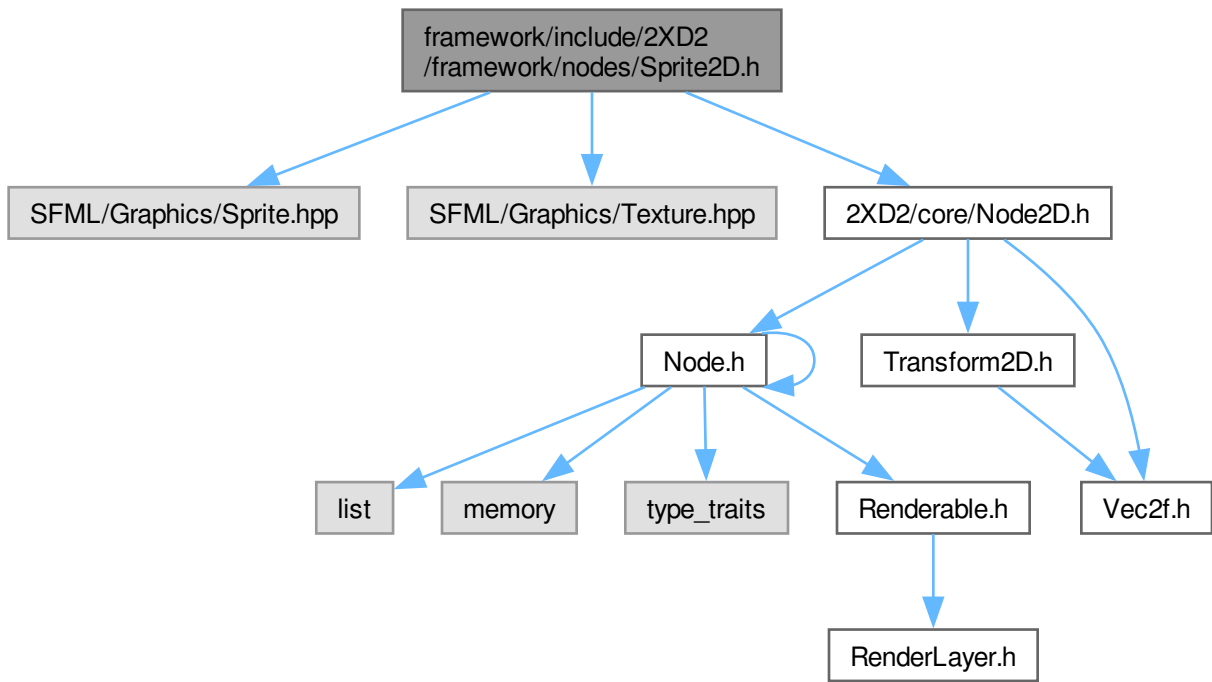 framework/include/2XD2
/framework/nodes/Sprite2D.h
SFML/Graphics/Sprite.hpp
SFML/Graphics/Texture.hpp
2XD2/core/Node2D.h
Node.h
Transform2D.h
list
memory
type_traits
Renderable.h
Vec2f.h
RenderLayer.h